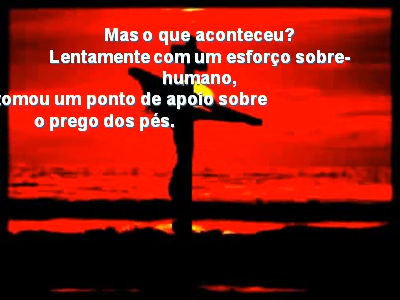 Mas o que aconteceu?
Lentamente com um esforço sobre-
humano,
tomou um ponto de apoio sobre
o prego dos pés.